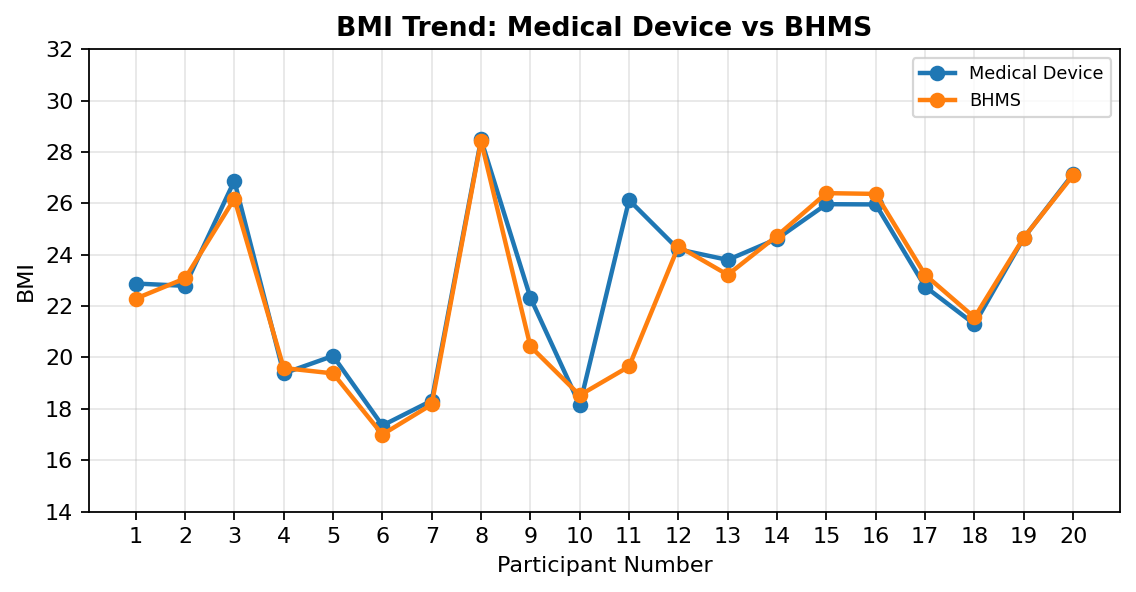 BMI Trend: Medical Device vs BHMS
Medical Device
BHMS
BMI
32
30
28
26
24
22
20
18
16
14
1 2 3 4 5 6 7 8 9 10 11 12 13 14 15 16 17 18 19 20
Participant Number